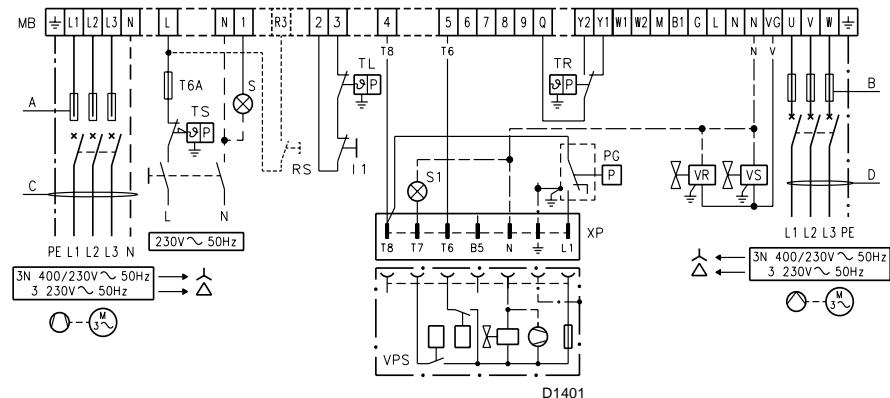 MB ⏚ L1 L2 L3 N L N 1 R3 2 3 4 5 6 7 8 9 Q Y2 Y1 W1 W2 M B1 G L N N VG U V W ⏚
T8 T6 N V
T6A S TL ϑ P TR ϑ P
A TS ϑ P B
RS I1 PG P
VR VS
S1
C D
L N
XP
PE L1 L2 L3 N T8 T7 T6 B5 N ⏚ L1 L1 L2 L3 PE
230V ~ 50Hz
3N 400/230V ~ 50Hz
3 230V ~ 50Hz
3N 400/230V ~ 50Hz
3 230V ~ 50Hz
M
3~
M
3~
VPS
D1401